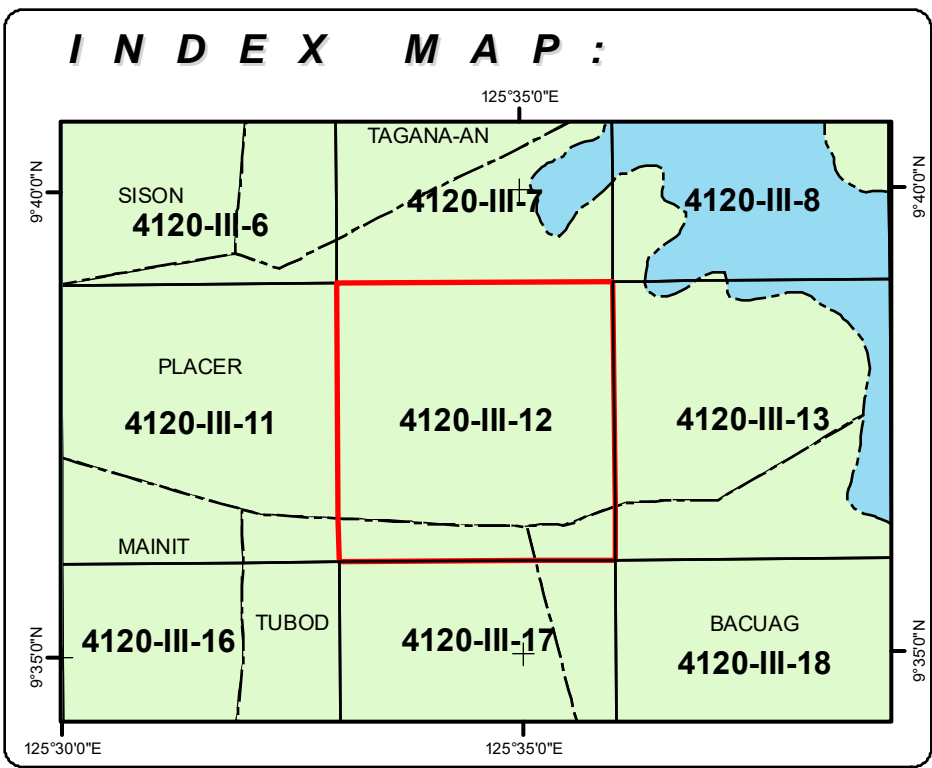 INDEX MAP:
125°35'0"E
TAGANA-AN
9°40'0"N
SISON
4120-III-6
4120-III-7
4120-III-8
9°40'0"N
PLACER
4120-III-11
4120-III-12
4120-III-13
MAINIT
TUBOD
BACUAG
9°35'0"N
4120-III-16
4120-III-17
4120-III-18
9°35'0"N
125°30'0"E
125°35'0"E